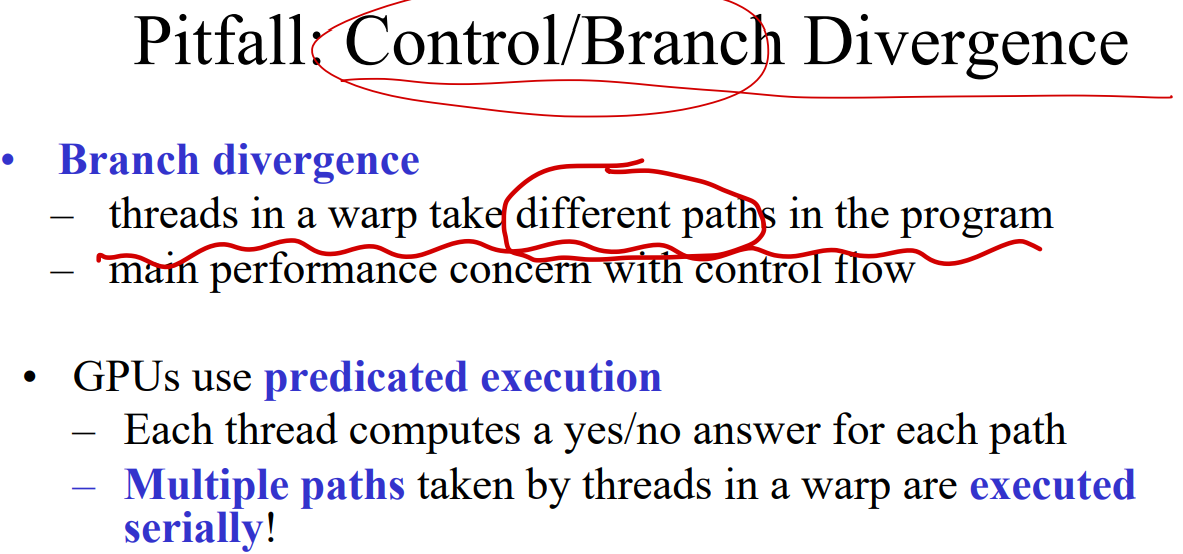 Pitfall: Control/Branch Divergence
• Branch divergence
– threads in a warp take different paths in the program
– main performance concern with control flow
• GPUs use predicated execution
– Each thread computes a yes/no answer for each path
– Multiple paths taken by threads in a warp are executed
serially!